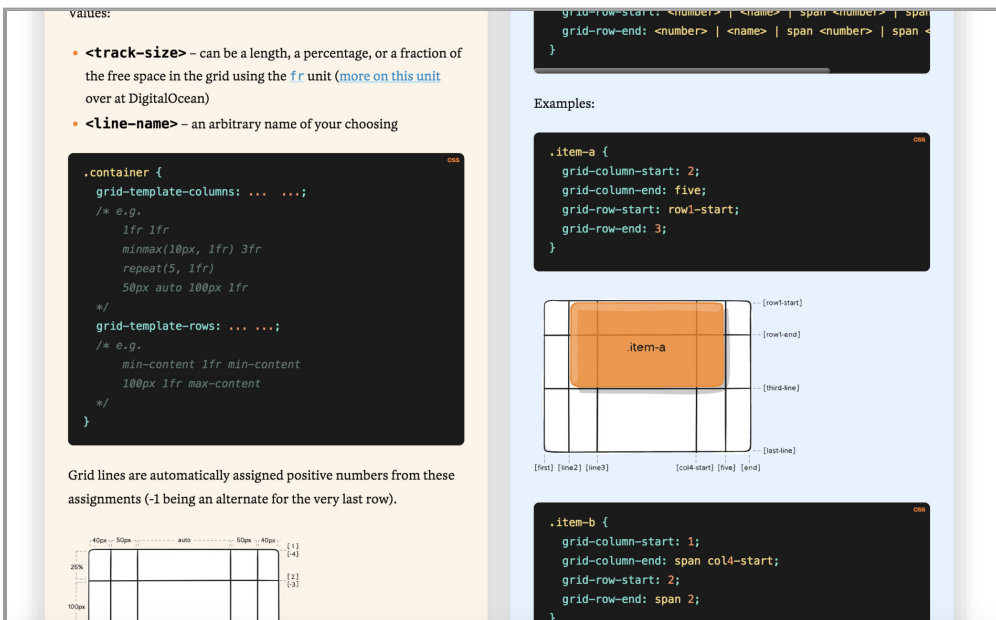 Values:
<track-size> – can be a length, a percentage, or a fraction of
the free space in the grid using the fr unit (more on this unit
over at DigitalOcean)
<line-name> – an arbitrary name of your choosing
CSS
.container {
grid-template-columns: ... ...;
/* e.g.
1fr 1fr
minmax(10px, 1fr) 3fr
repeat(5, 1fr)
50px auto 100px 1fr
*/
grid-template-rows: ... ...;
/* e.g.
min-content 1fr min-content
100px 1fr max-content
*/
}
Grid lines are automatically assigned positive numbers from these
assignments (-1 being an alternate for the very last row).
40px 50px auto 50px 40px
[1]
[-4]
25%
[2]
[-3]
100px
grid-row-start: <number> | <name> | span <number> | span
grid-row-end: <number> | <name> | span <number> | span <
}
Examples:
CSS
.item-a {
grid-column-start: 2;
grid-column-end: five;
grid-row-start: row1-start;
grid-row-end: 3;
}
[row1-start]
[row1-end]
.item-a
[third-line]
[last-line]
[first] [line2] [line3] [col4-start] [five] [end]
CSS
.item-b {
grid-column-start: 1;
grid-column-end: span col4-start;
grid-row-start: 2;
grid-row-end: span 2;
}